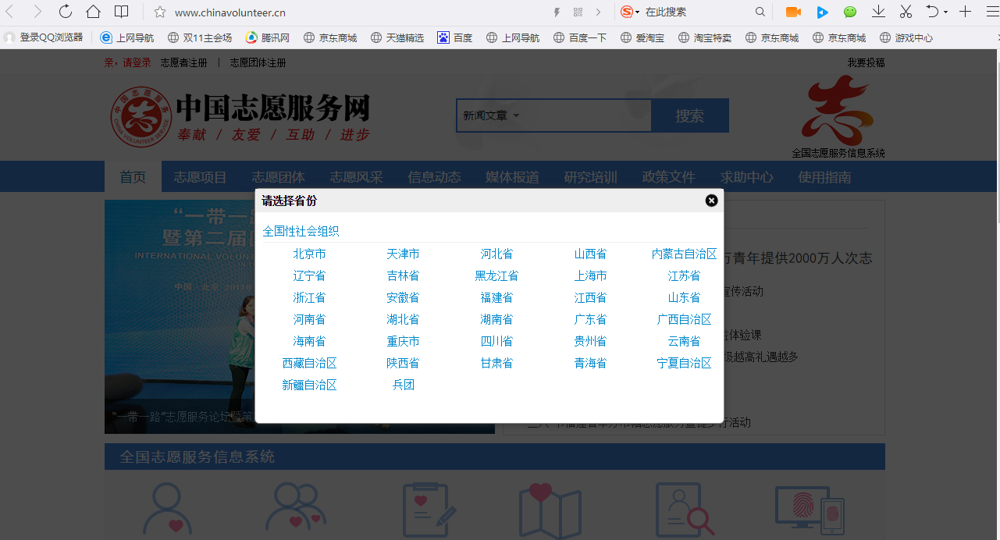 www.chinavolunteer.cn 在此搜索
登录QQ浏览器 上网导航 双11主会场 腾讯网 京东商城 天猫精选 百度 上网导航 百度一下 爱淘宝 淘宝特卖 京东商城 京东商城 游戏中心
亲，请登录 志愿者注册 | 志愿团体注册 我要投稿
中国志愿服务网
奉献 / 友爱 / 互助 / 进步
新闻文章 搜索
全国志愿服务信息系统
首页 志愿项目 志愿团体 志愿风采 信息动态 媒体报道 研究培训 政策文件 求助中心 使用指南
请选择省份
全国性社会组织
北京市 天津市 河北省 山西省 内蒙古自治区
辽宁省 吉林省 黑龙江省 上海市 江苏省
浙江省 安徽省 福建省 江西省 山东省
河南省 湖北省 湖南省 广东省 广西自治区
海南省 重庆市 四川省 贵州省 云南省
西藏自治区 陕西省 甘肃省 青海省 宁夏自治区
新疆自治区 兵团
“一带一路
暨第二届
INTERNATIONAL VOLUN
中国·北京 2017
万青年提供2000万人次志
宣传活动
体验课
级越高礼遇越多
行活动
“一带一路”志愿服务论坛暨第
全国志愿服务信息系统